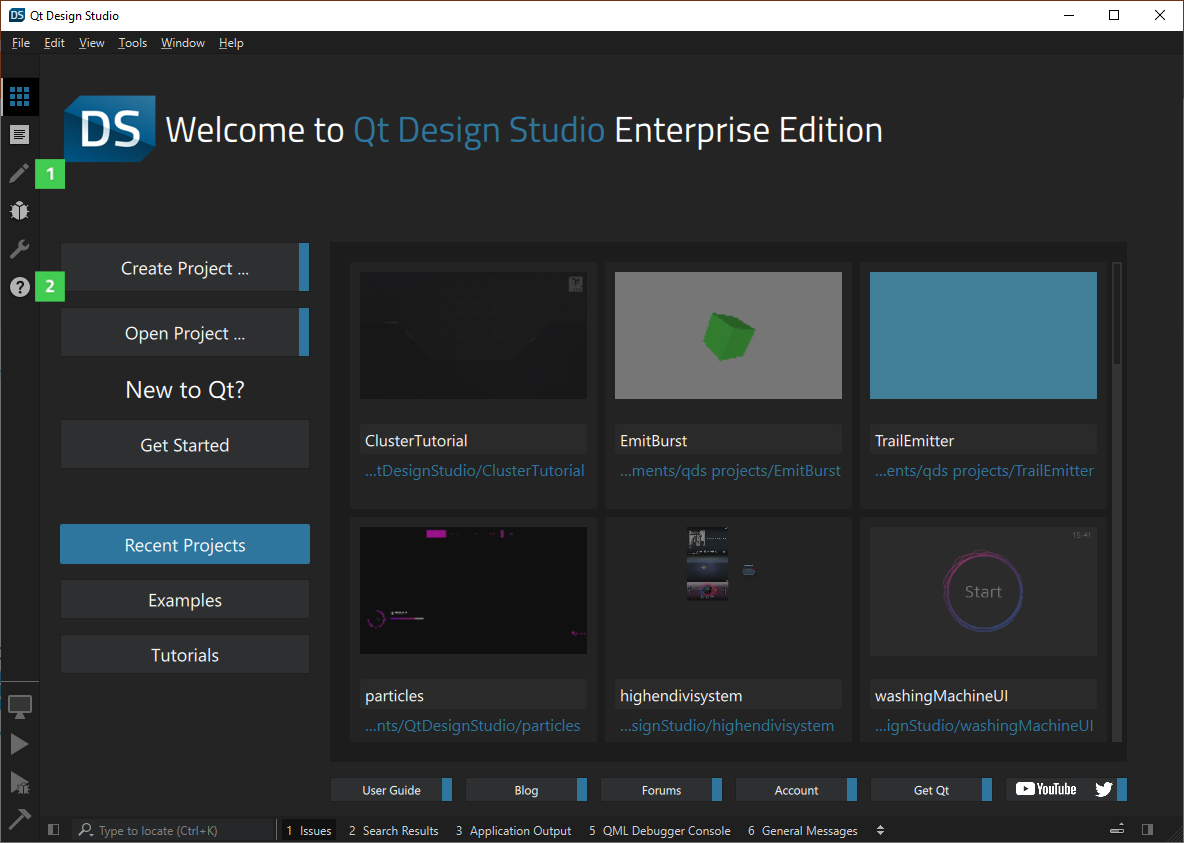 DS Qt Design Studio
File Edit View Tools Window Help
DS Welcome to Qt Design Studio Enterprise Edition
1
2
Create Project ...
Open Project ...
New to Qt?
Get Started
Recent Projects
Examples
Tutorials
ClusterTutorial
...tDesignStudio/ClusterTutorial
EmitBurst
...ments/qds projects/EmitBurst
TrailEmitter
...ents/qds projects/TrailEmitter
particles
...nts/QtDesignStudio/particles
highendivisystem
...signStudio/highendivisystem
15:41
Start
washingMachineUI
...ignStudio/washingMachineUI
User Guide
Blog
Forums
Account
Get Qt
YouTube
Type to locate (Ctrl+K)
1 Issues 2 Search Results 3 Application Output 5 QML Debugger Console 6 General Messages